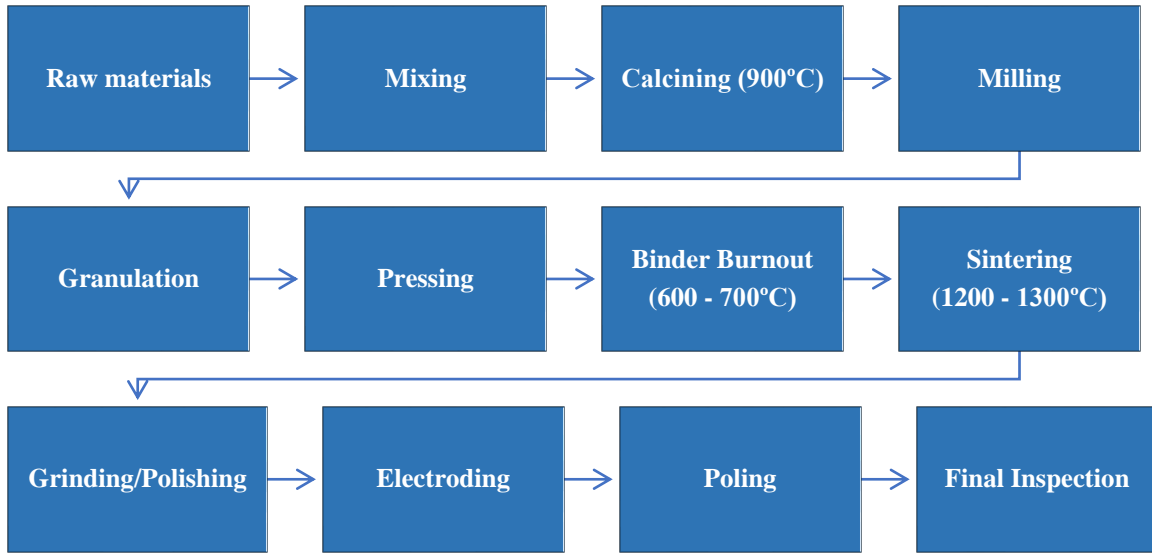 Raw materials
Mixing
Calcining (900ºC)
Milling
Granulation
Pressing
Binder Burnout
(600 - 700ºC)
Sintering
(1200 - 1300ºC)
Grinding/Polishing
Electroding
Poling
Final Inspection